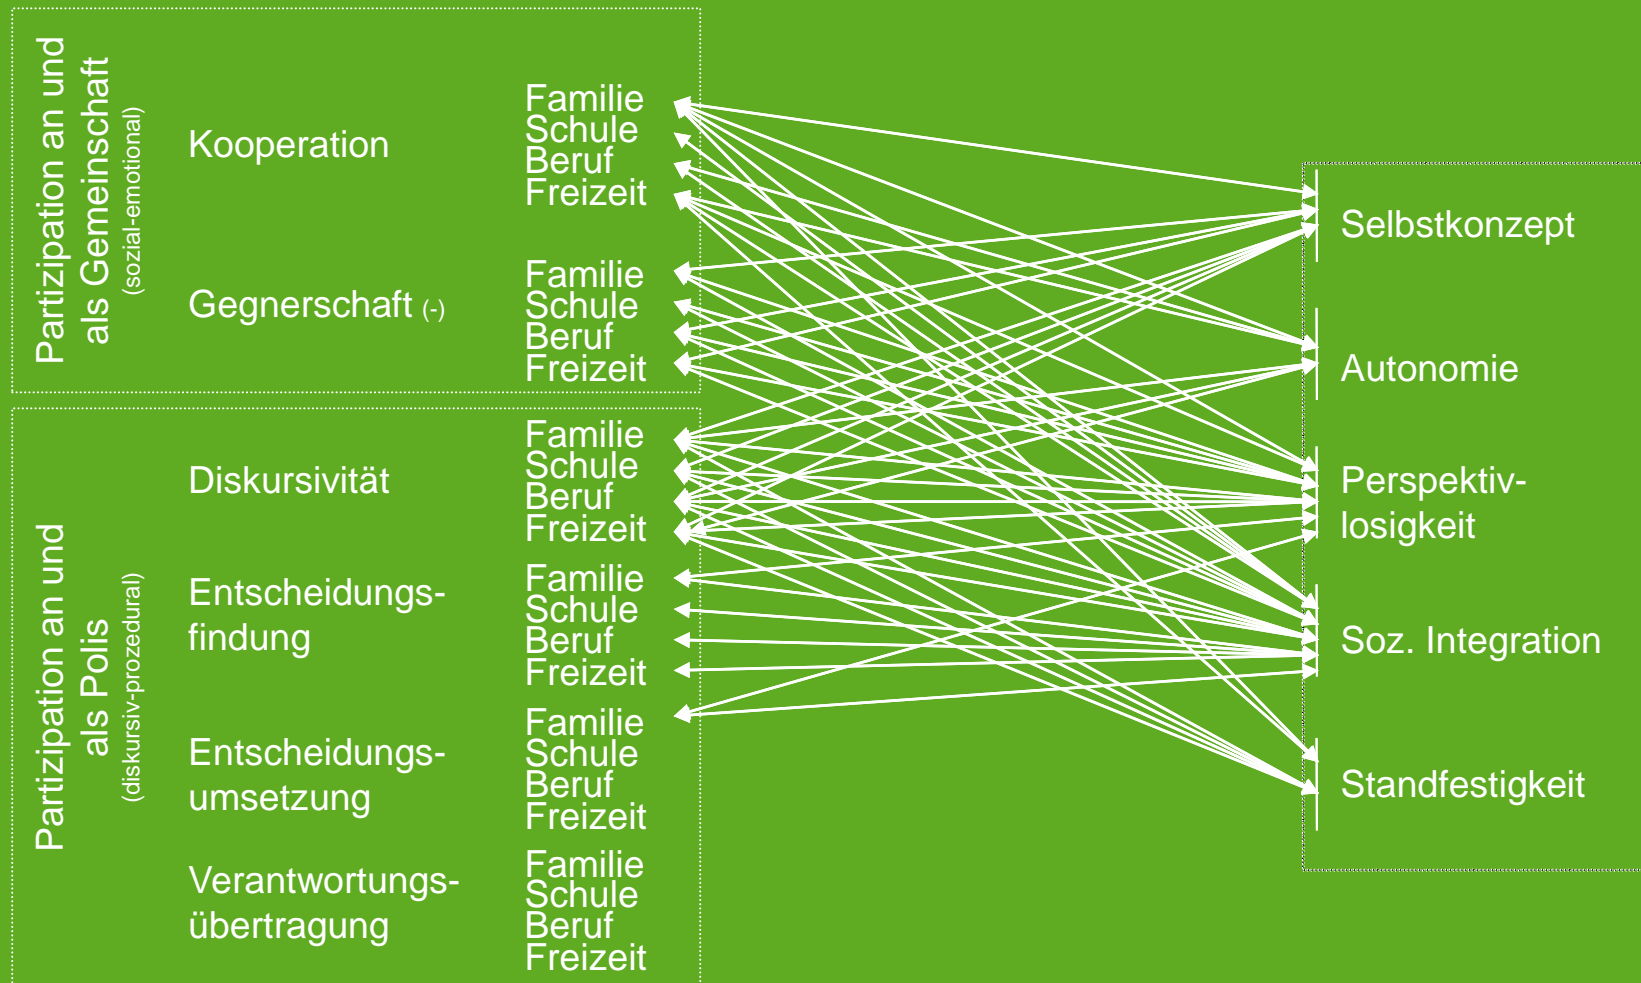 Partizipation an und
als Gemeinschaft
(sozial-emotional)
Kooperation
Familie
Schule
Beruf
Freizeit
Gegnerschaft (-)
Familie
Schule
Beruf
Freizeit
Partizipation an und
als Polis
(diskursiv-prozedural)
Diskursivität
Familie
Schule
Beruf
Freizeit
Entscheidungs-
findung
Familie
Schule
Beruf
Freizeit
Entscheidungs-
umsetzung
Familie
Schule
Beruf
Freizeit
Verantwortungs-
übertragung
Familie
Schule
Beruf
Freizeit
Selbstkonzept
Autonomie
Perspektiv-
losigkeit
Soz. Integration
Standfestigkeit